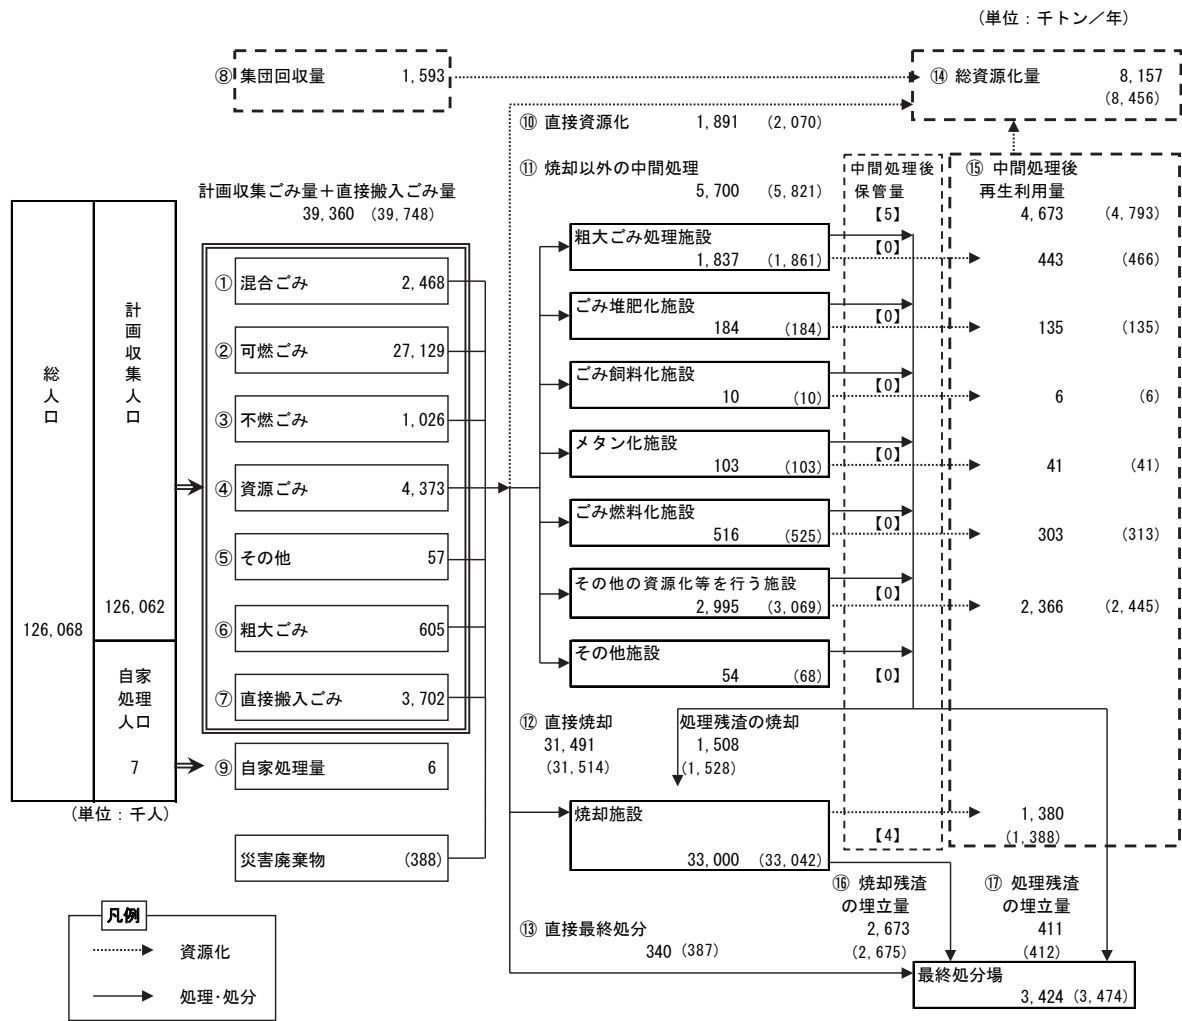 (単位：千トン／年)
⑧ 集団回収量 1,593
⑭ 総資源化量 8,157
(8,456)
⑩ 直接資源化 1,891 (2,070)
⑪ 焼却以外の中間処理
5,700 (5,821)
中間処理後
保管量
【5】
⑮ 中間処理後
再生利用量
4,673 (4,793)
計画収集ごみ量＋直接搬入ごみ量
39,360 (39,748)
総人口
126,068
計画収集人口
126,062
自家
処理
人口
7
(単位：千人)
① 混合ごみ 2,468
② 可燃ごみ 27,129
③ 不燃ごみ 1,026
④ 資源ごみ 4,373
⑤ その他 57
⑥ 粗大ごみ 605
⑦ 直接搬入ごみ 3,702
⑨ 自家処理量 6
災害廃棄物 (388)
粗大ごみ処理施設
1,837 (1,861)
【0】
443 (466)
ごみ堆肥化施設
184 (184)
【0】
135 (135)
ごみ飼料化施設
10 (10)
【0】
6 (6)
メタン化施設
103 (103)
【0】
41 (41)
ごみ燃料化施設
516 (525)
【0】
303 (313)
その他の資源化等を行う施設
2,995 (3,069)
【0】
2,366 (2,445)
その他施設
54 (68)
【0】
⑫ 直接焼却
31,491
(31,514)
処理残渣の焼却
1,508
(1,528)
焼却施設
33,000 (33,042)
【4】
1,380
(1,388)
⑯ 焼却残渣
の埋立量
2,673
(2,675)
⑰ 処理残渣
の埋立量
411
(412)
⑬ 直接最終処分
340 (387)
最終処分場
3,424 (3,474)
凡例
資源化
処理・処分